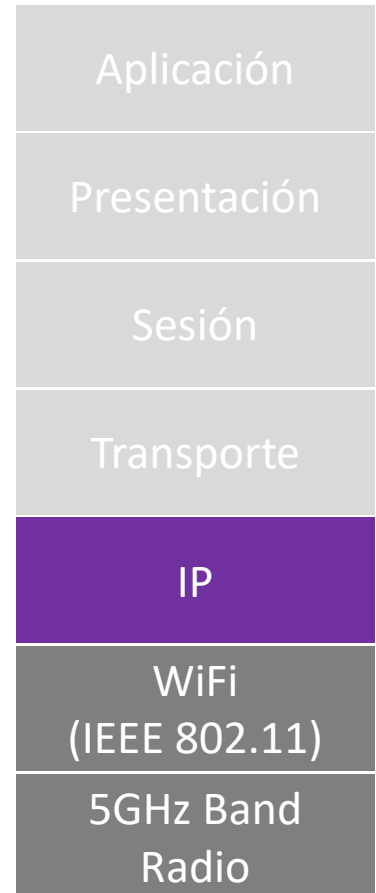 Aplicación
Presentación
Sesión
Transporte
IP
WiFi
(IEEE 802.11)
5GHz Band
Radio